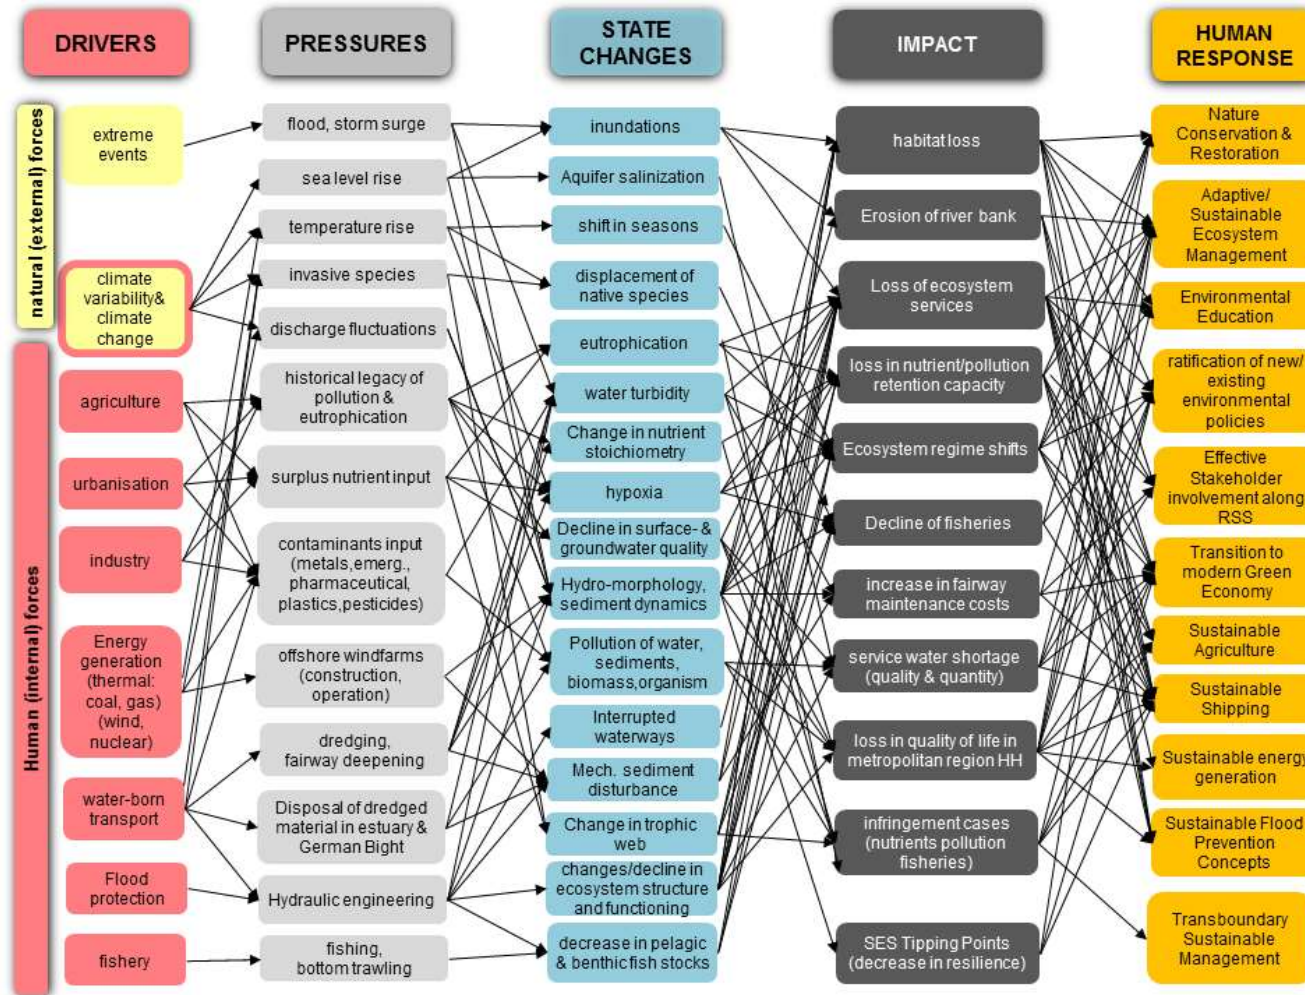 DRIVERS
PRESSURES
STATE
CHANGES
IMPACT
HUMAN
RESPONSE
natural (external) forces
Human (internal) forces
extreme
events
climate
variability&
climate
change
agriculture
urbanisation
industry
Energy
generation
(thermal:
coal, gas)
(wind,
nuclear)
water-born
transport
Flood
protection
fishery
flood, storm surge
sea level rise
temperature rise
invasive species
discharge fluctuations
historical legacy of
pollution &
eutrophication
surplus nutrient input
contaminants input
(metals,emerg.,
pharmaceutical,
plastics,pesticides)
offshore windfarms
(construction,
operation)
dredging,
fairway deepening
Disposal of dredged
material in estuary &
German Bight
Hydraulic engineering
fishing,
bottom trawling
inundations
Aquifer salinization
shift in seasons
displacement of
native species
eutrophication
water turbidity
Change in nutrient
stoichiometry
hypoxia
Decline in surface- &
groundwater quality
Hydro-morphology,
sediment dynamics
Pollution of water,
sediments,
biomass,organism
Interrupted
waterways
Mech. sediment
disturbance
Change in trophic
web
changes/decline in
ecosystem structure
and functioning
decrease in pelagic
& benthic fish stocks
habitat loss
Erosion of river bank
Loss of ecosystem
services
loss in nutrient/pollution
retention capacity
Ecosystem regime shifts
Decline of fisheries
increase in fairway
maintenance costs
service water shortage
(quality & quantity)
loss in quality of life in
metropolitan region HH
infringement cases
(nutrients pollution
fisheries)
SES Tipping Points
(decrease in resilience)
Nature
Conservation &
Restoration
Adaptive/
Sustainable
Ecosystem
Management
Environmental
Education
ratification of new/
existing
environmental
policies
Effective
Stakeholder
involvement along
RSS
Transition to
modern Green
Economy
Sustainable
Agriculture
Sustainable
Shipping
Sustainable energy
generation
Sustainable Flood
Prevention
Concepts
Transboundary
Sustainable
Management